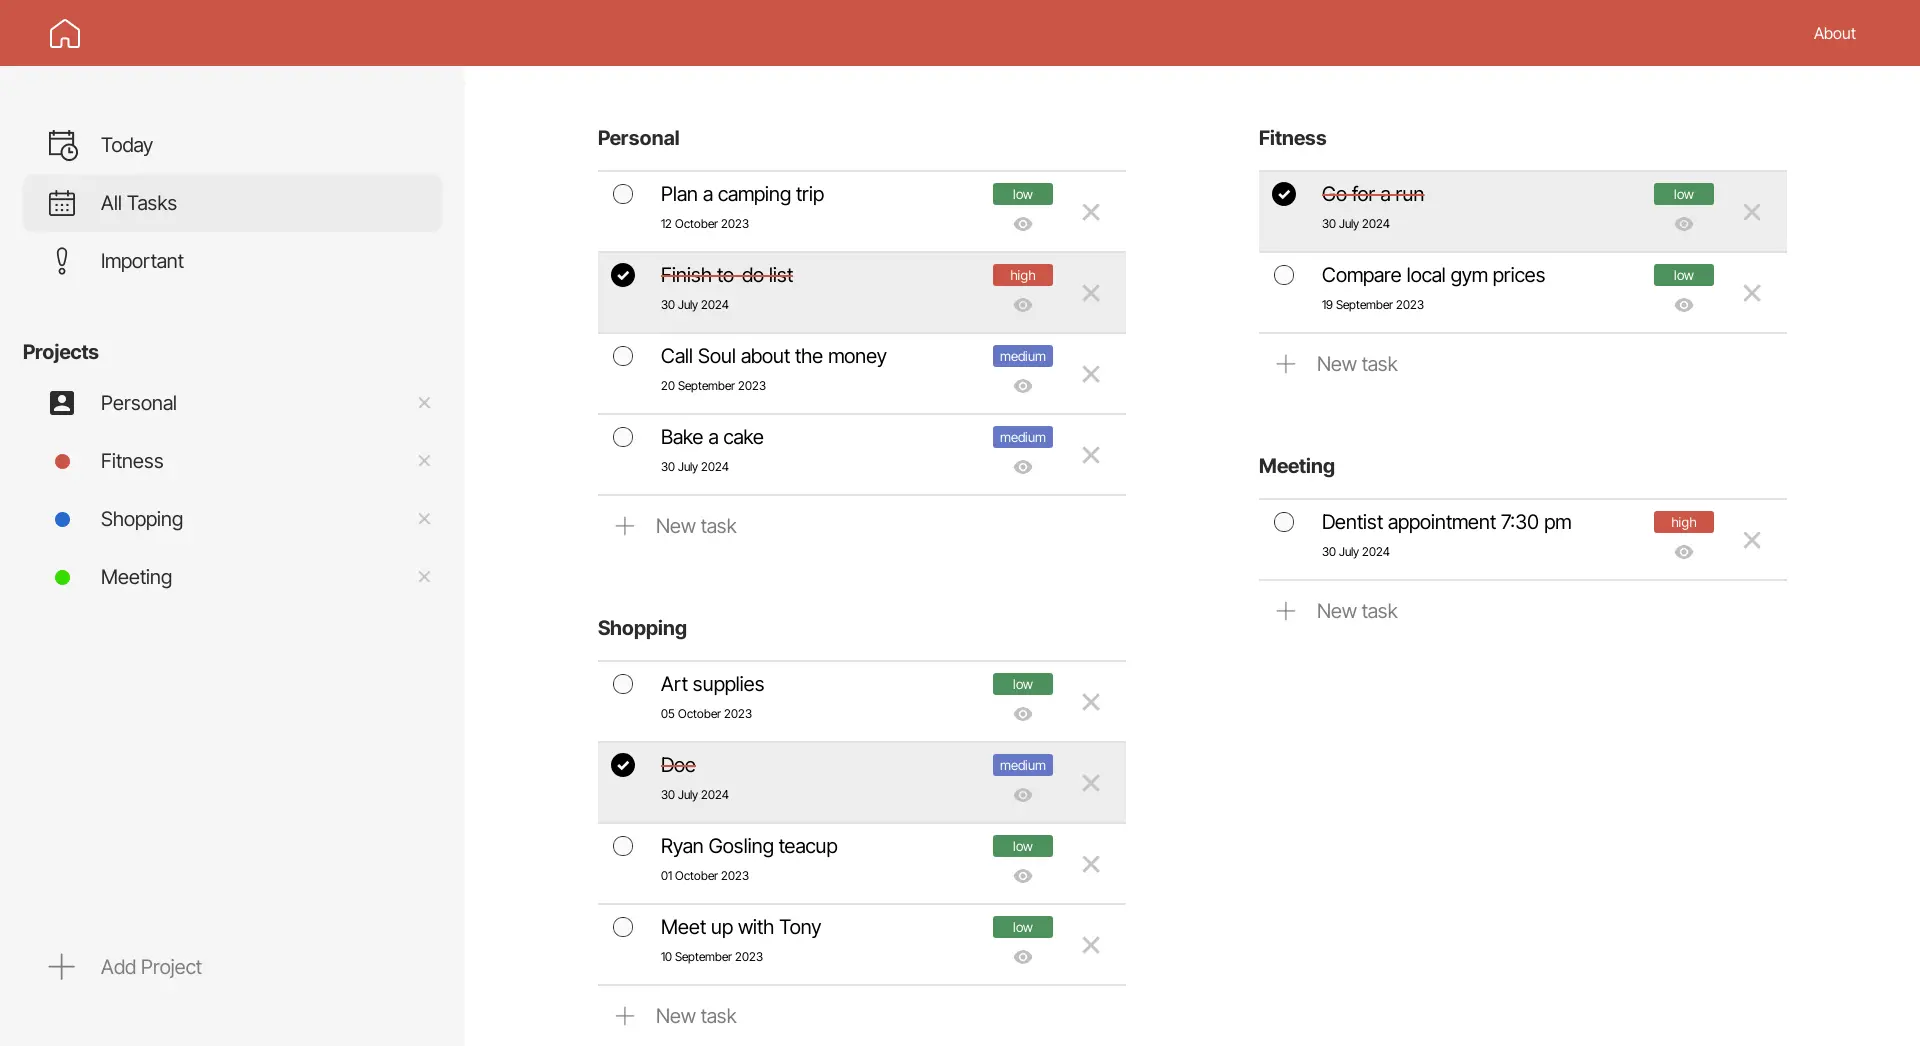 About
Today
All Tasks
Important
Projects
Personal
Fitness
Shopping
Meeting
Add Project
Personal
Plan a camping trip
low
12 October 2023
Finish to-do list
high
30 July 2024
Call Soul about the money
medium
20 September 2023
Bake a cake
medium
30 July 2024
New task
Shopping
Art supplies
low
05 October 2023
Doe
medium
30 July 2024
Ryan Gosling teacup
low
01 October 2023
Meet up with Tony
low
10 September 2023
New task
Fitness
Go for a run
low
30 July 2024
Compare local gym prices
low
19 September 2023
New task
Meeting
Dentist appointment 7:30 pm
high
30 July 2024
New task